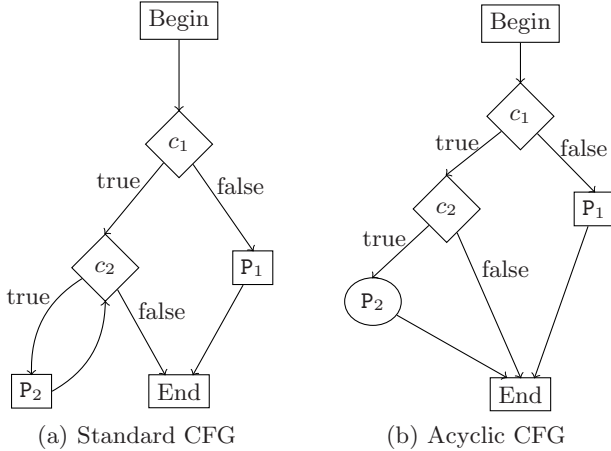 Begin
c₁
true
false
c₂
P₁
true
false
P₂
End
(a) Standard CFG
Begin
c₁
true
false
c₂
P₁
true
false
P₂
End
(b) Acyclic CFG